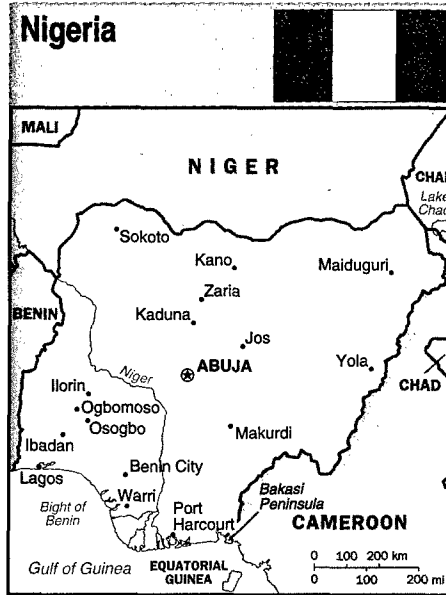 Nigeria
MALI
NIGER
CHAD
Lake
Chad
Sokoto
Kano
Maiduguri
Zaria
BENIN
Kaduna
Jos
ABUJA
Yola
Niger
CHAD
Ilorin
Ogbomoso
Osogbo
Makurdi
Ibadan
Benin City
Lagos
Warri
Bakasi
Peninsula
Bight of
Benin
Port
Harcourt
CAMEROON
Gulf of Guinea
EQUATORIAL
GUINEA
0 100 200 km
0 100 200 mi